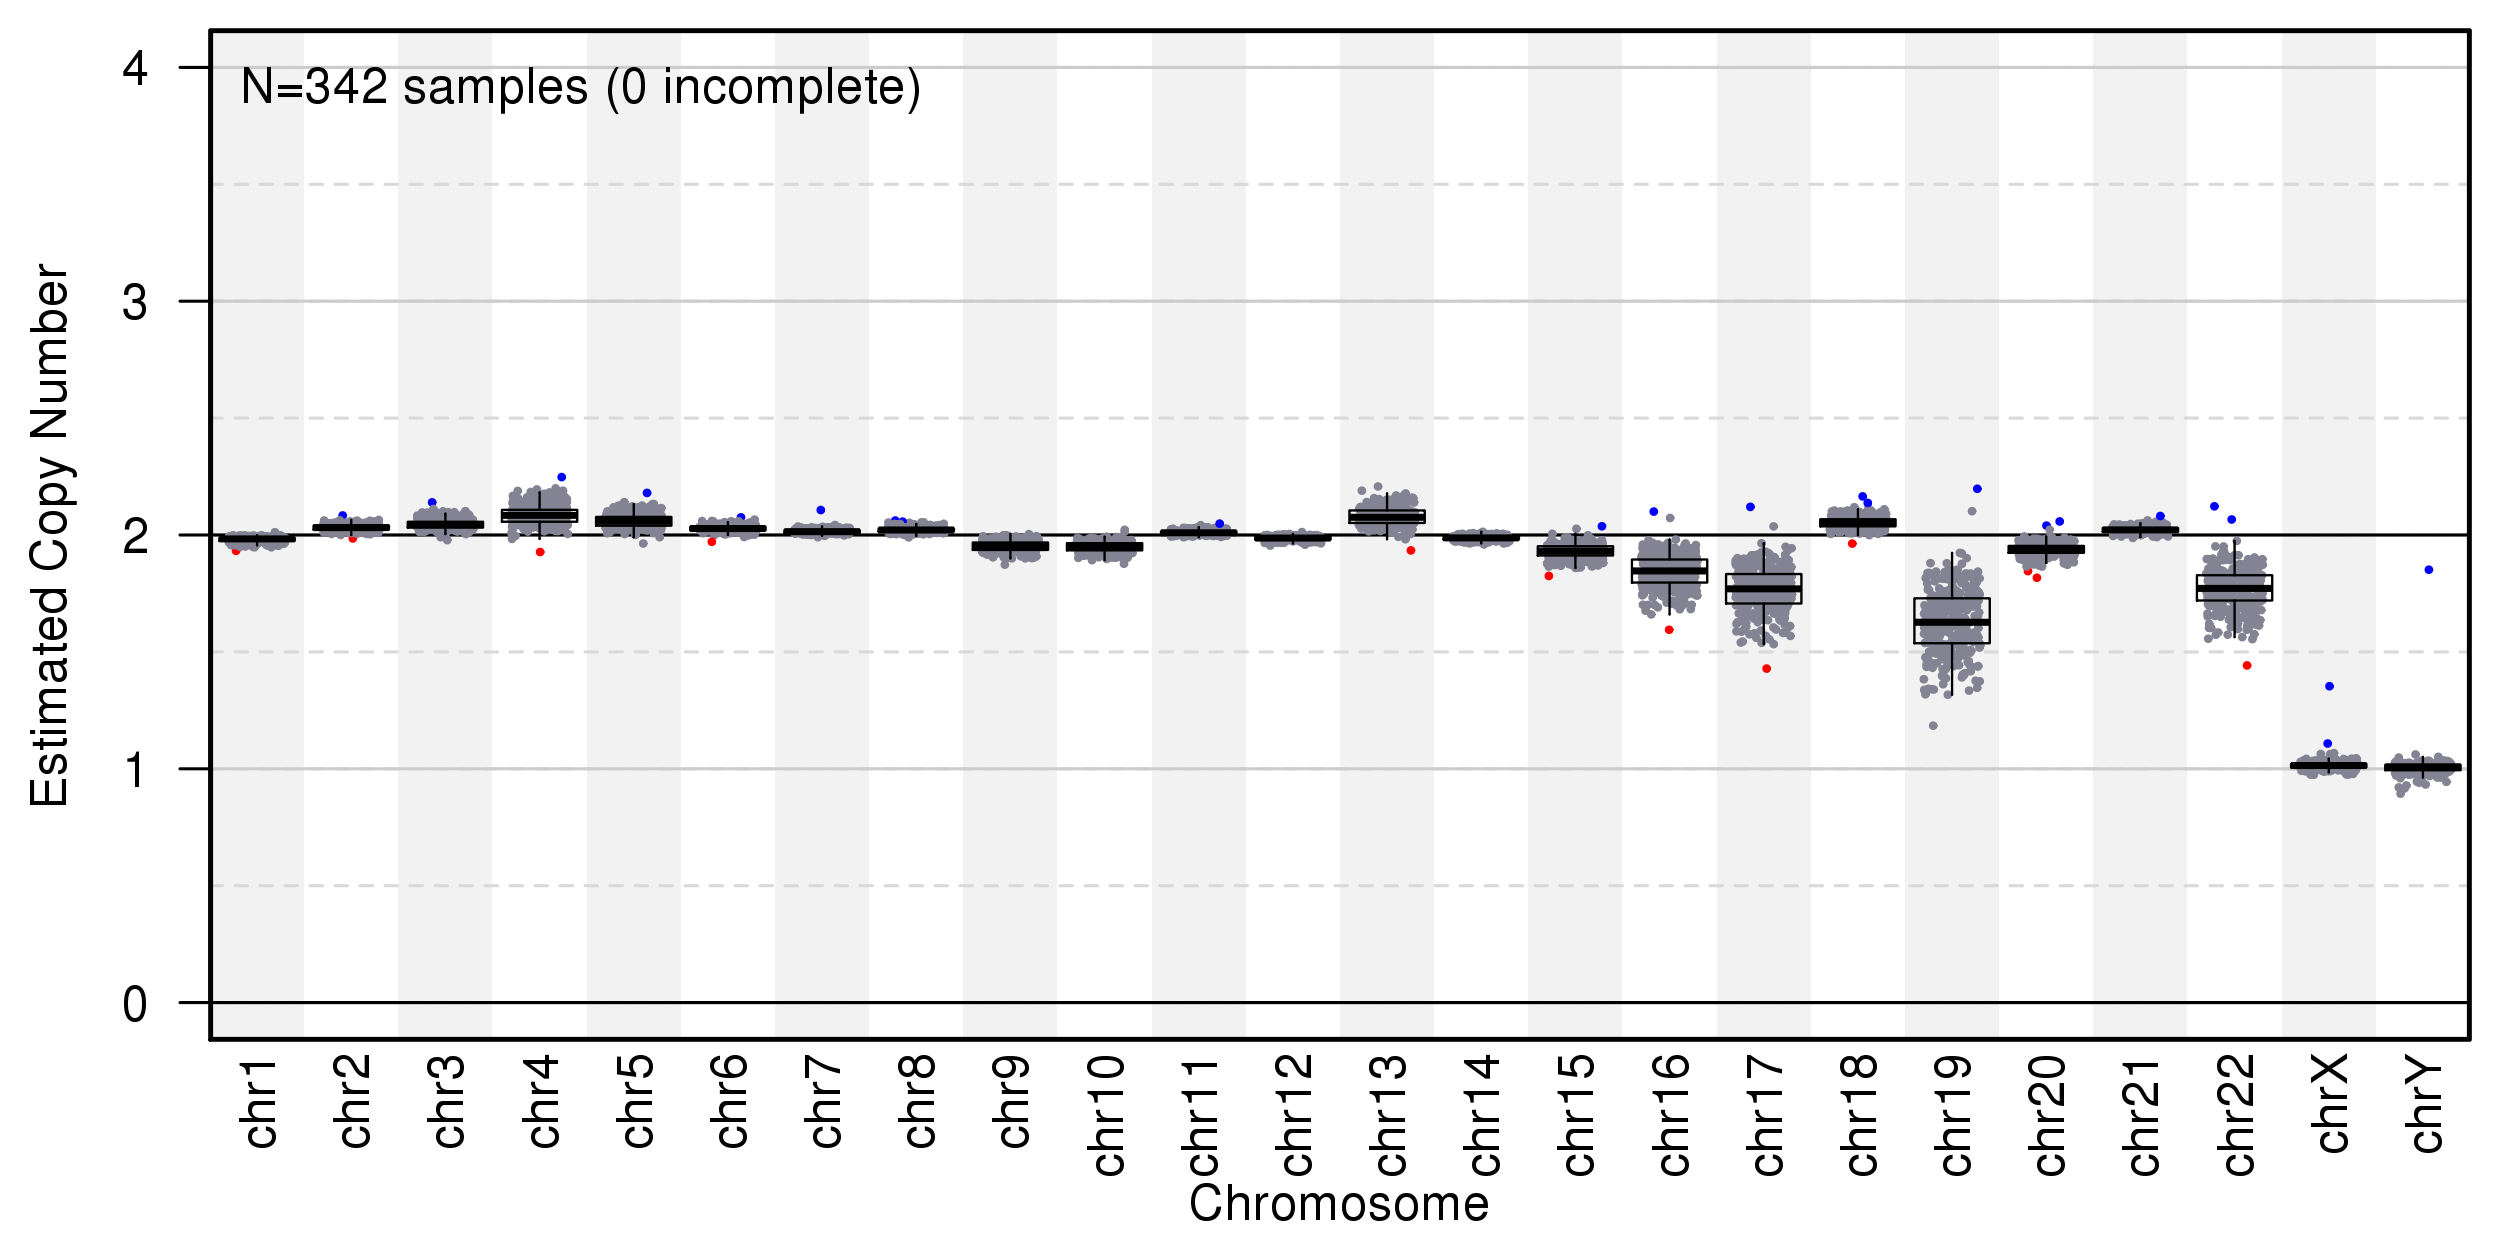 N=342 samples (0 incomplete)
Estimated Copy Number
4
3
2
1
0
chr1
chr2
chr3
chr4
chr5
chr6
chr7
chr8
chr9
chr10
chr11
chr12
chr13
chr14
chr15
chr16
chr17
chr18
chr19
chr20
chr21
chr22
chrX
chrY
Chromosome